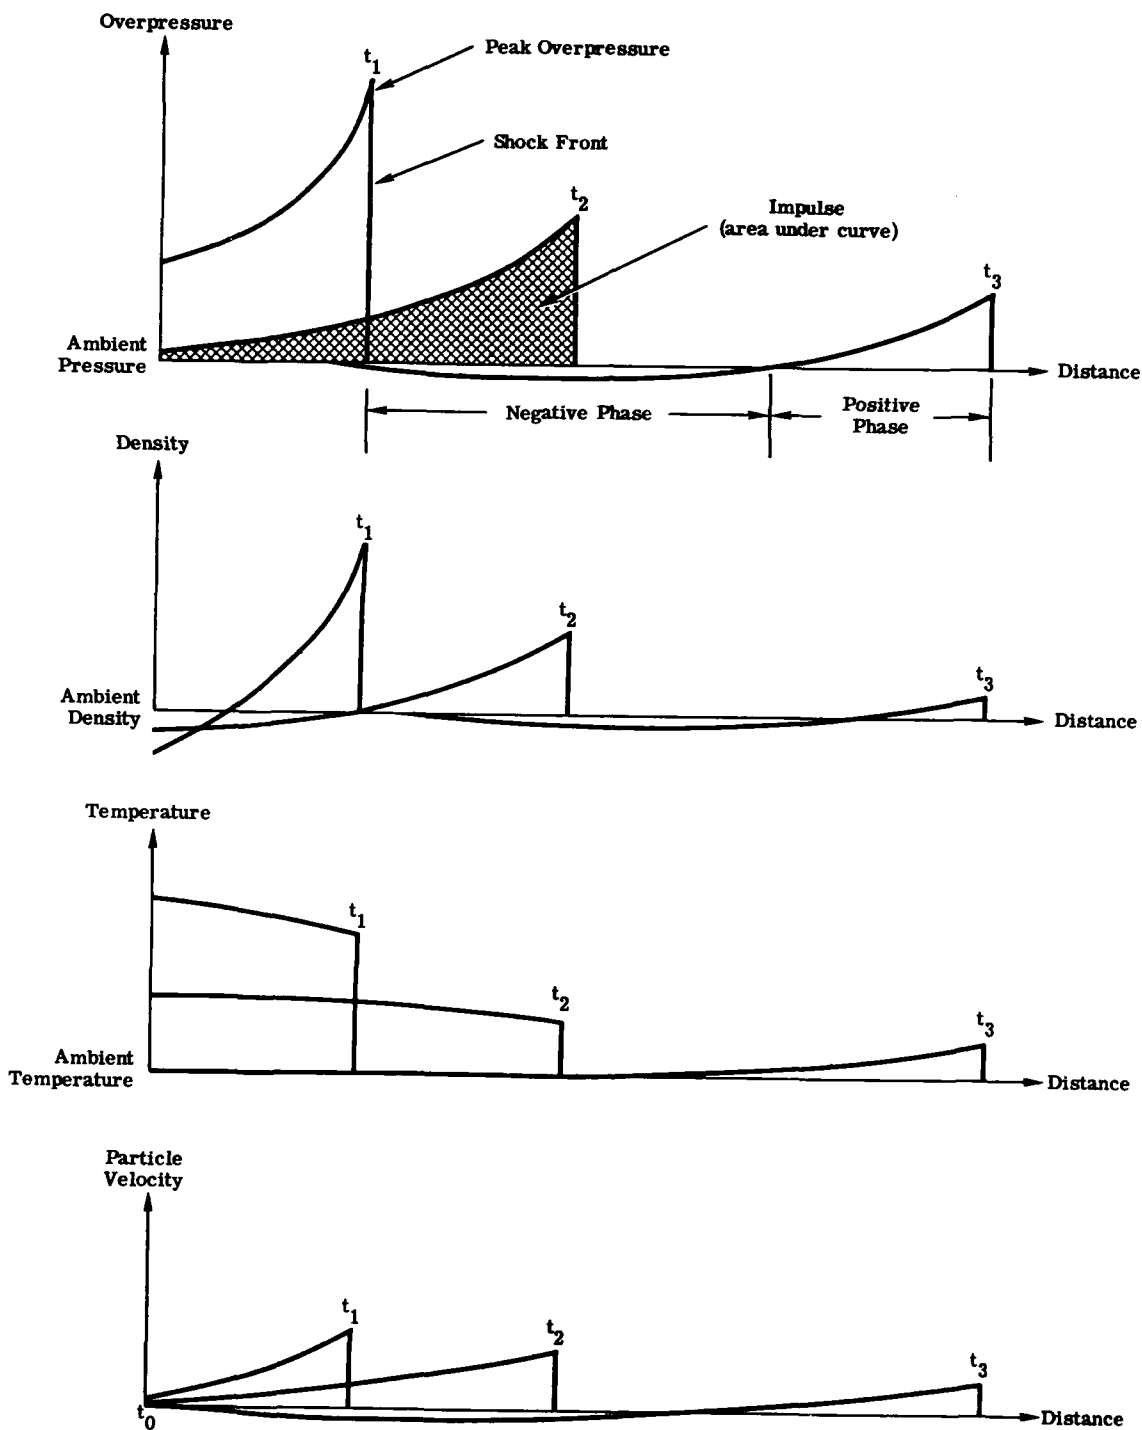 Overpressure
t1
Peak Overpressure
Shock Front
t2
Impulse
(area under curve)
t3
Ambient
Pressure
Distance
Negative Phase
Positive
Phase
Density
t1
t2
t3
Ambient
Density
Distance
Temperature
t1
t2
t3
Ambient
Temperature
Distance
Particle
Velocity
t1
t2
t3
t0
Distance